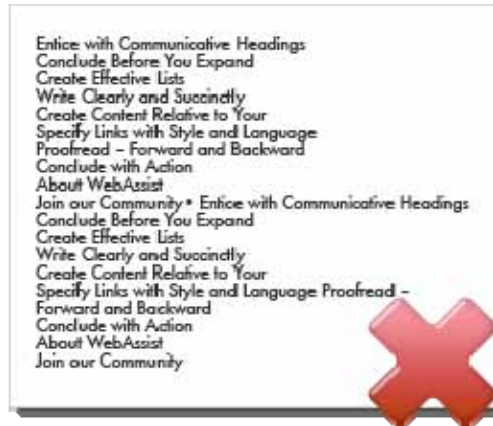 Entice with Communicative Headings
Conclude Before You Expand
Create Effective Lists
Write Clearly and Succinctly
Create Content Relative to Your
Specify Links with Style and Language
Proofread – Forward and Backward
Conclude with Action
About WebAssist
Join our Community • Entice with Communicative Headings
Conclude Before You Expand
Create Effective Lists
Write Clearly and Succinctly
Create Content Relative to Your
Specify Links with Style and Language Proofread –
Forward and Backward
Conclude with Action
About WebAssist
Join our Community